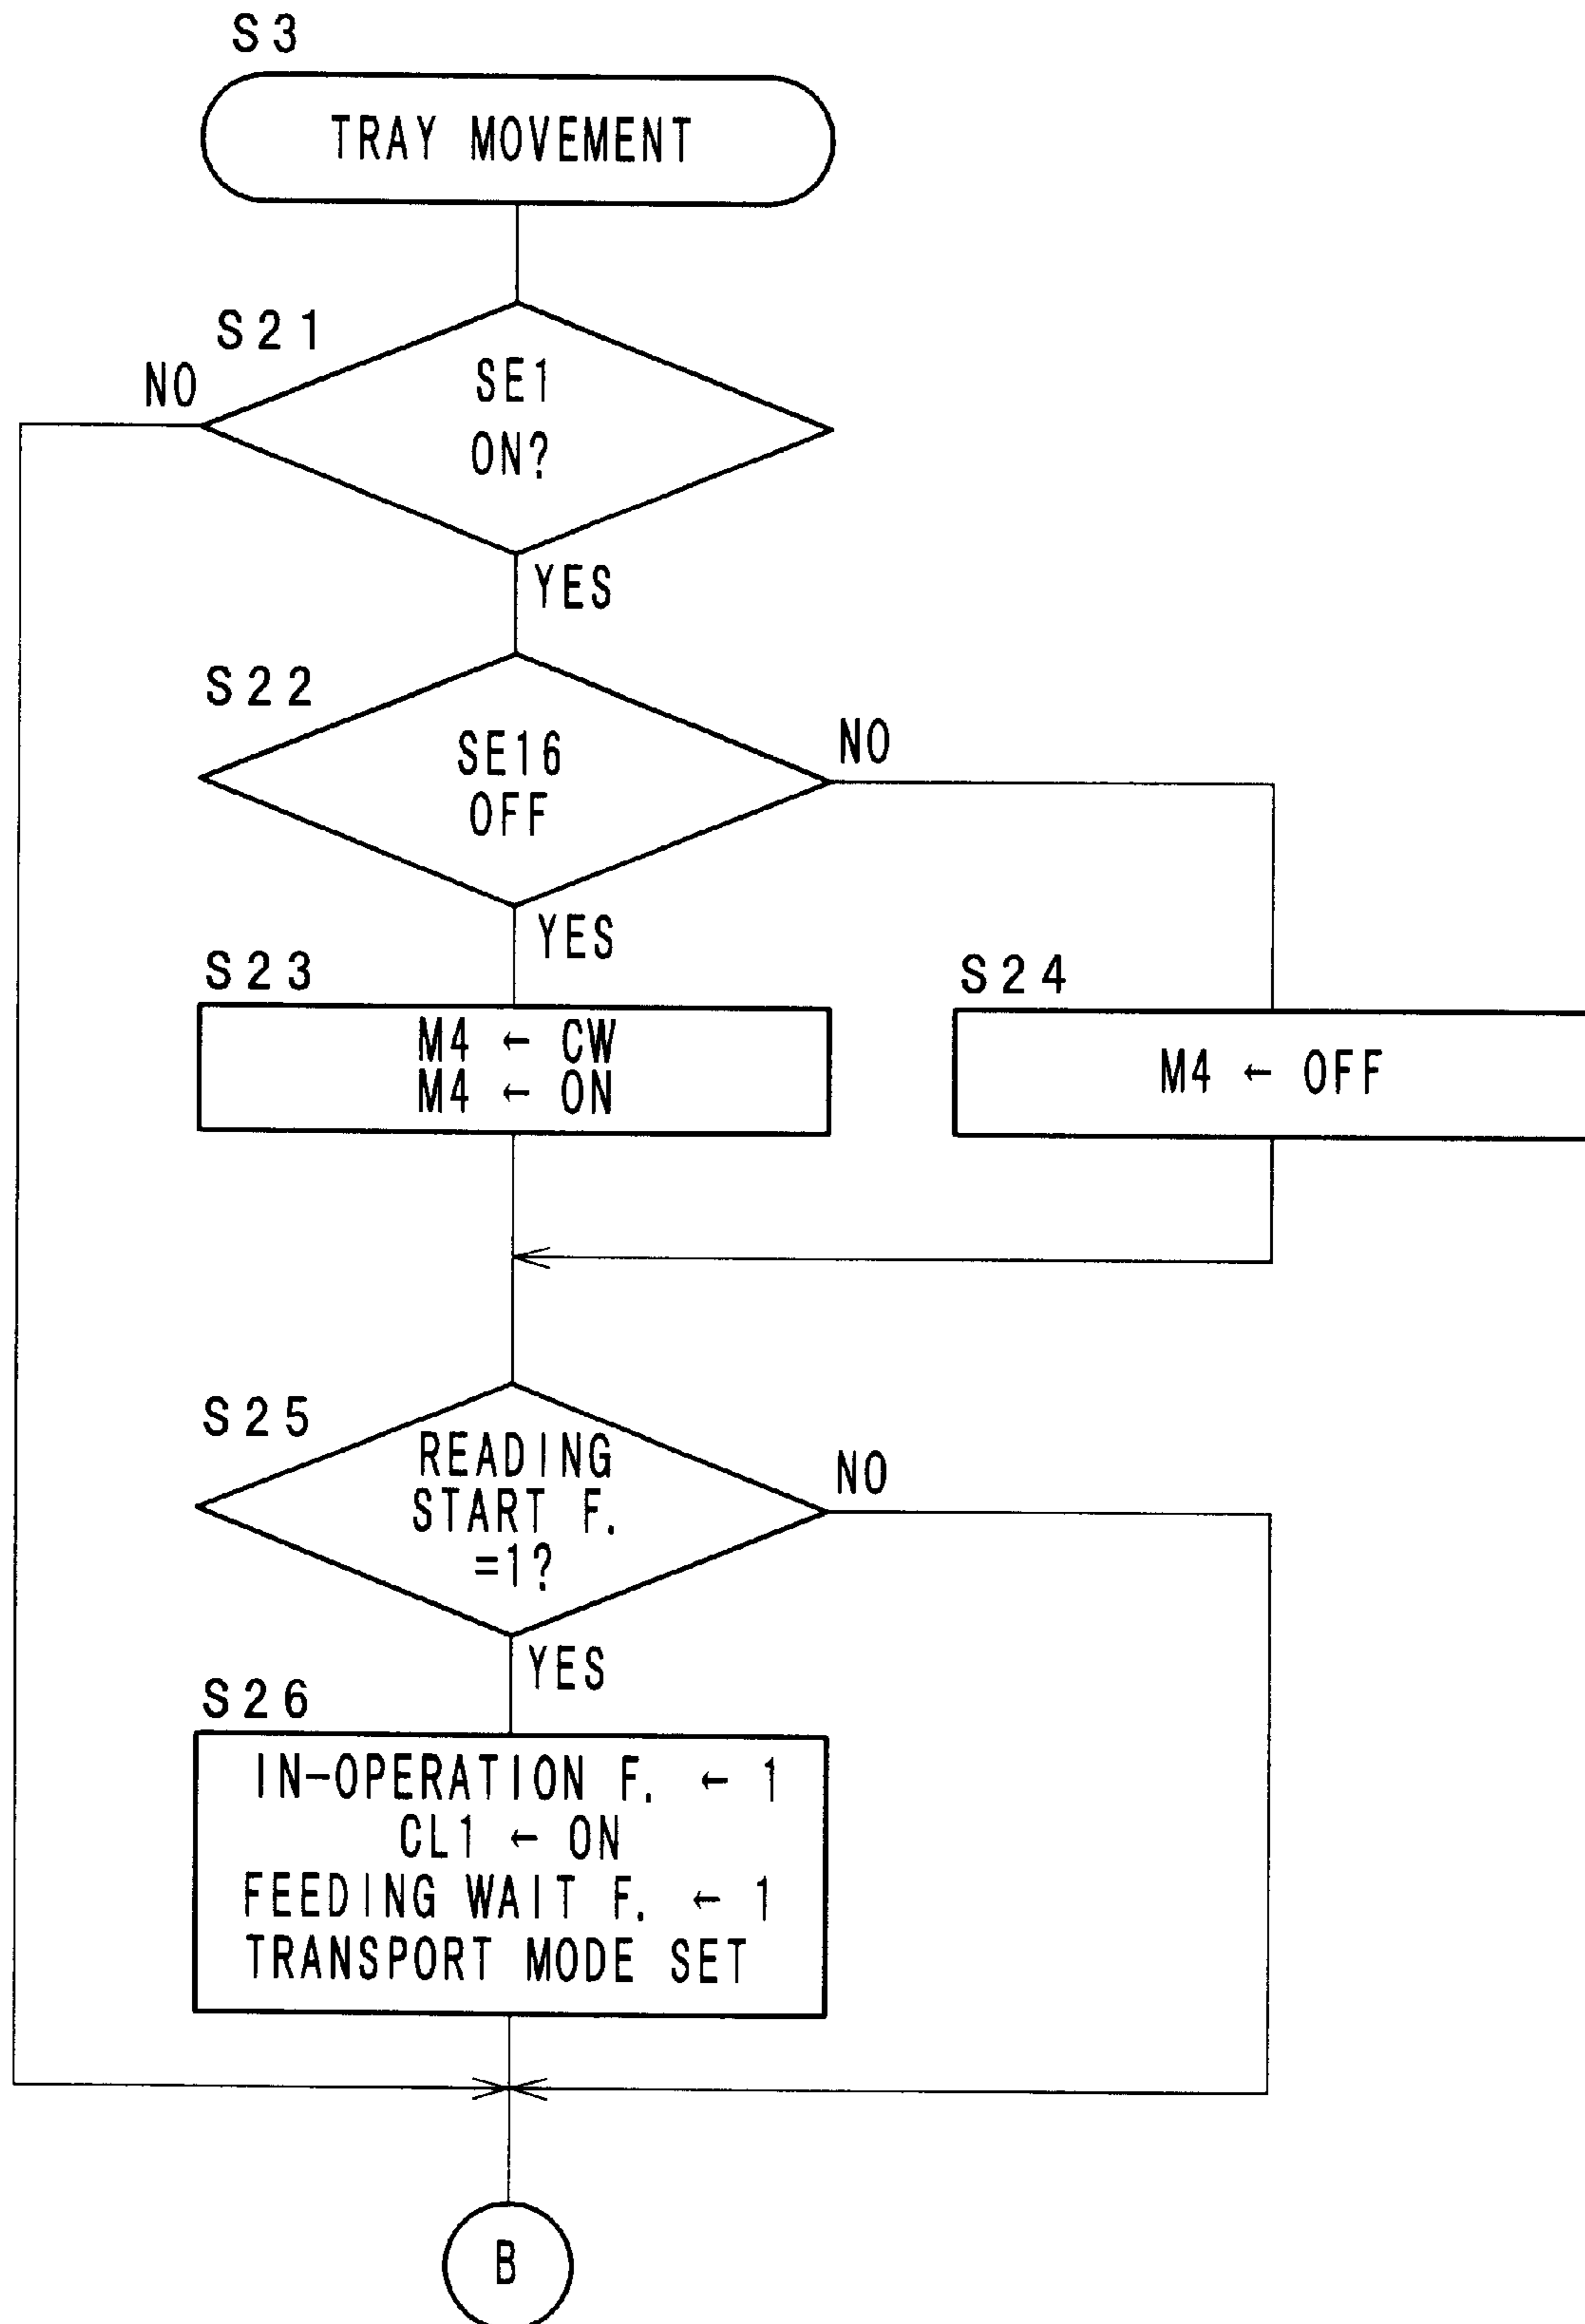 S3
TRAY MOVEMENT
S21
NO
SE1
ON?
YES
S22
SE16
OFF
NO
YES
S23
M4 ← CW
M4 ← ON
S24
M4 ← OFF
S25
READING
START F.
=1?
NO
YES
S26
IN-OPERATION F. ← 1
CL1 ← ON
FEEDING WAIT F. ← 1
TRANSPORT MODE SET
B